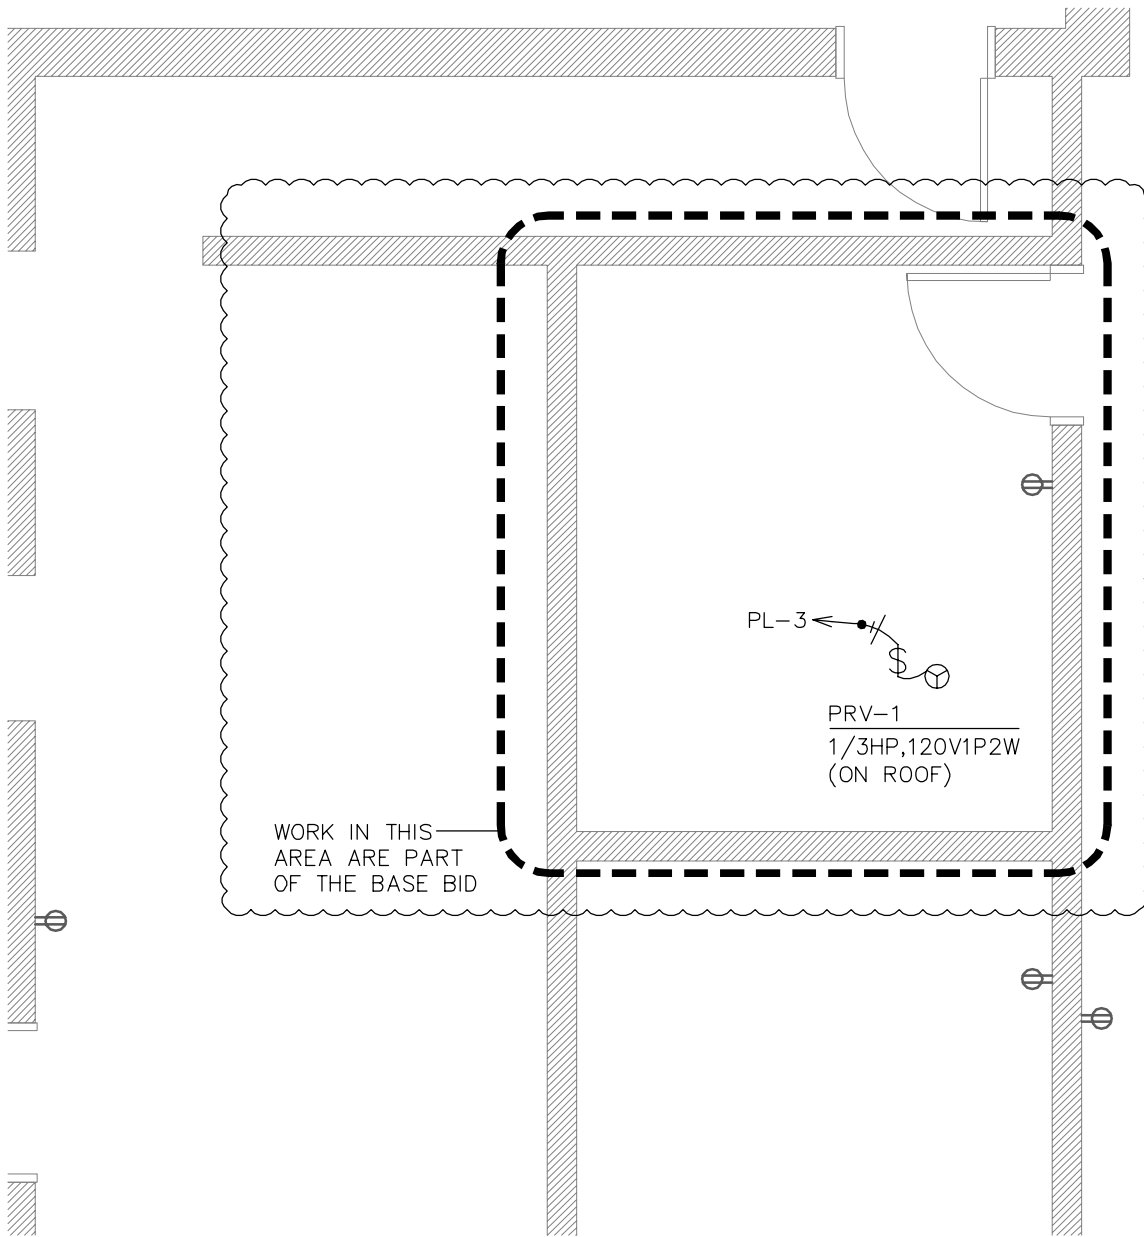 PL-3
PRV-1
1/3HP,120V1P2W
(ON ROOF)
WORK IN THIS
AREA ARE PART
OF THE BASE BID